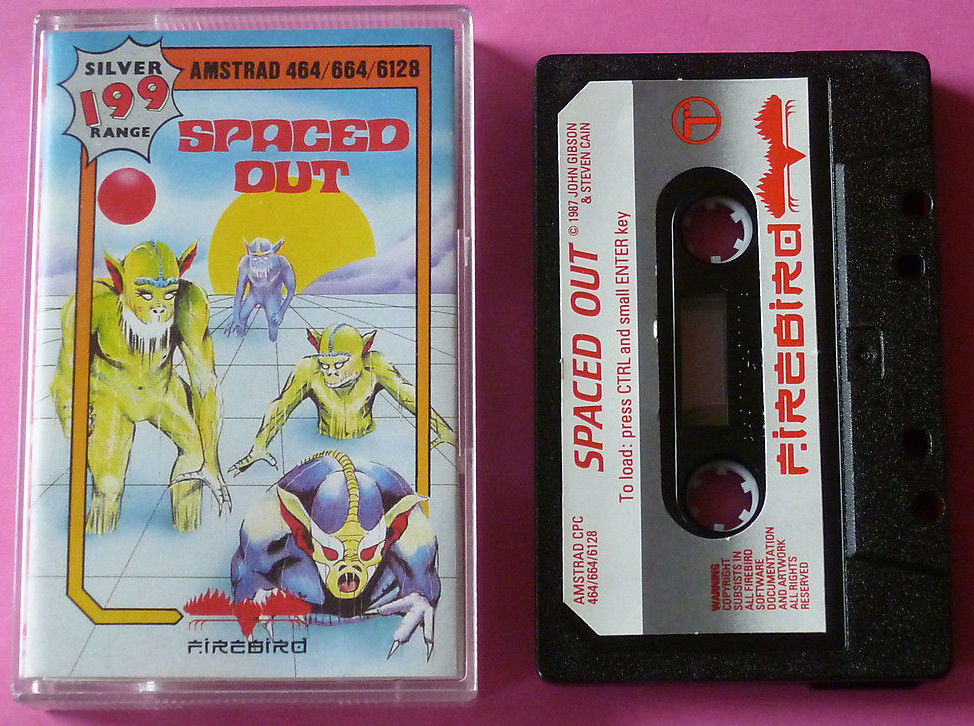 SILVER
199
RANGE
AMSTRAD 464/664/6128
SPACED
OUT
FIREBIRD
SPACED OUT © 1987 JOHN GIBSON
& STEVEN CAIN
To load: press CTRL and small ENTER key
AMSTRAD CPC
464/664/6128
FIREBIRD
WARNING
COPYRIGHT
SUBSISTS IN
ALL FIREBIRD
SOFTWARE
DOCUMENTATION
AND ARTWORK
ALL RIGHTS
RESERVED